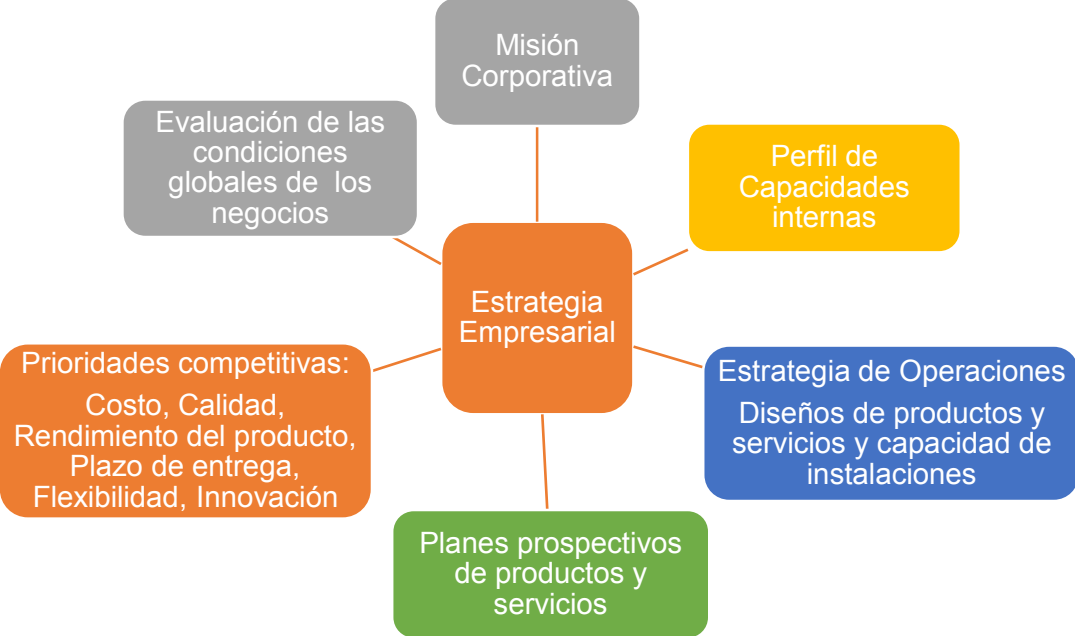 Misión
Corporativa
Evaluación de las
condiciones
globales de los
negocios
Perfil de
Capacidades
internas
Estrategia
Empresarial
Prioridades competitivas:
Costo, Calidad,
Rendimiento del producto,
Plazo de entrega,
Flexibilidad, Innovación
Estrategia de Operaciones
Diseños de productos y
servicios y capacidad de
instalaciones
Planes prospectivos
de productos y
servicios